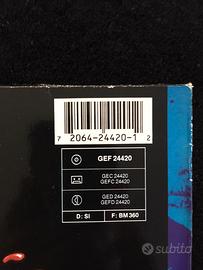 7 2064-24420-1 2
GEF 24420
GEC 24420
GEFC 24420
GED 24420
GEFD 24420
D: SI
F: BM 360
subito